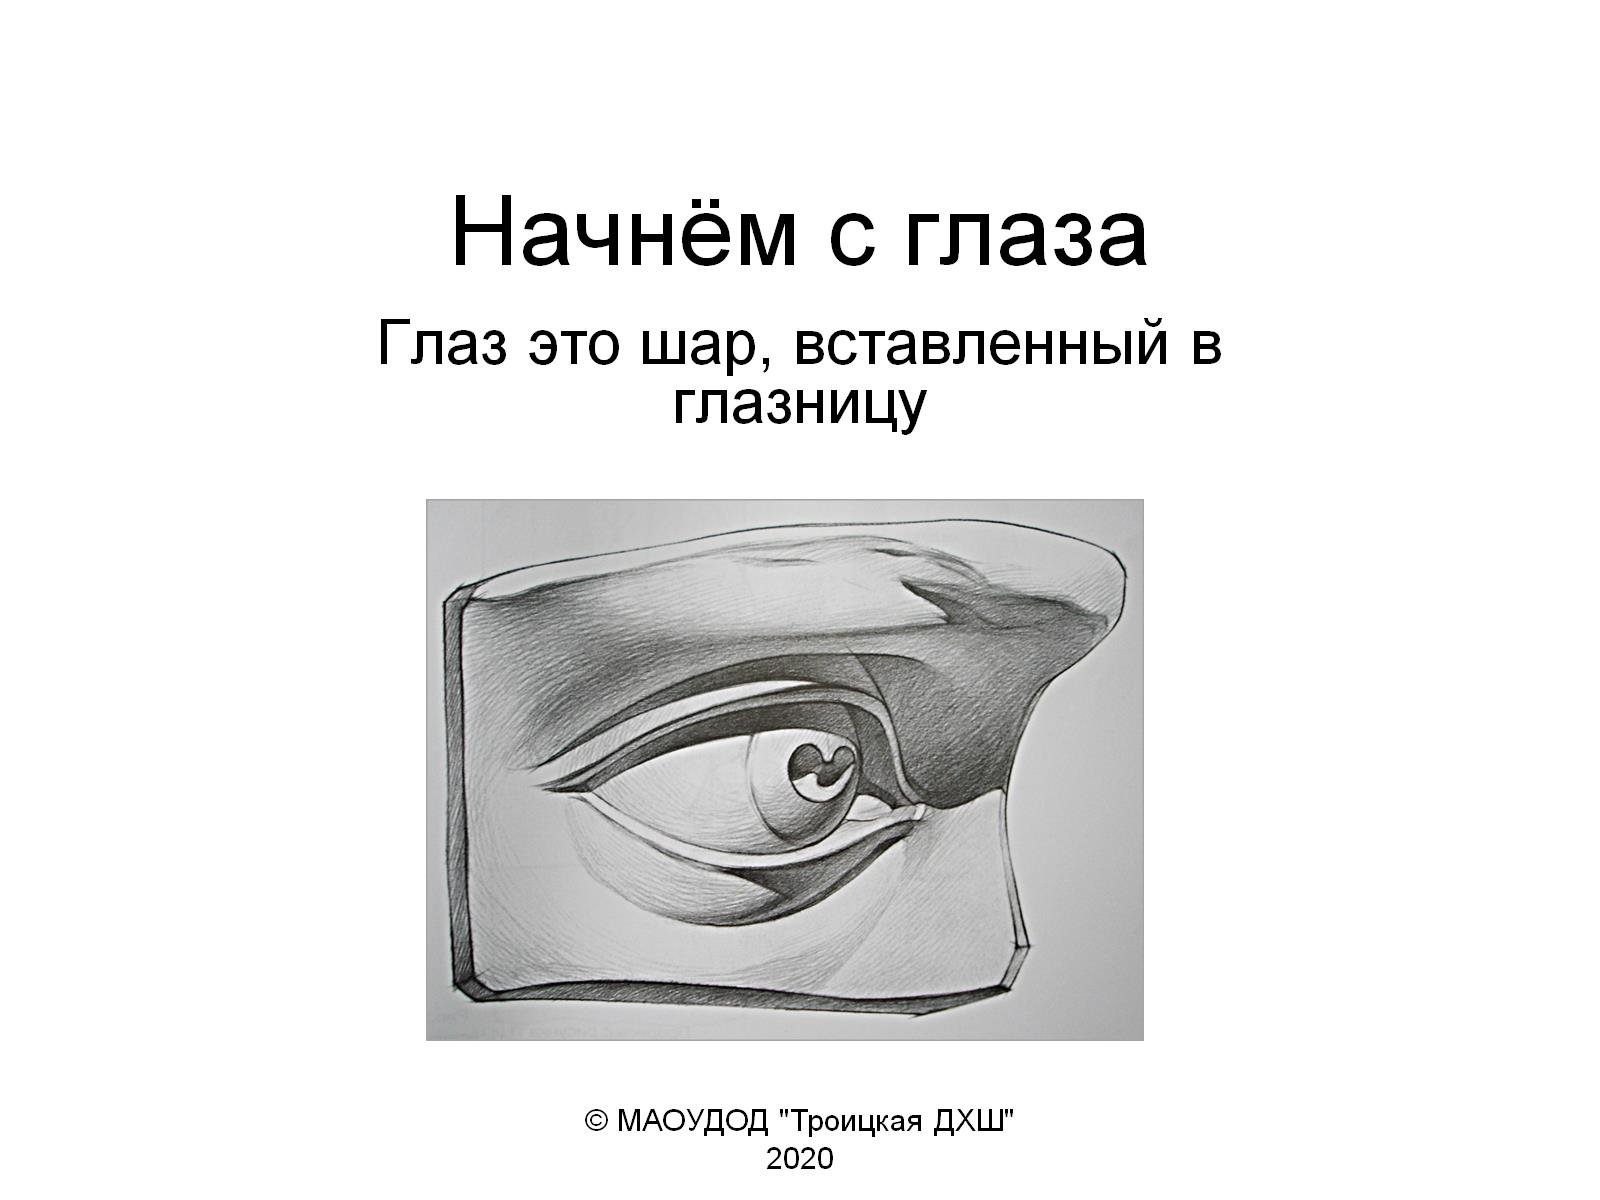 Начнём с глаза
Глаз это шар, вставленный в
глазницу
© МАОУДОД "Троицкая ДХШ"
2020